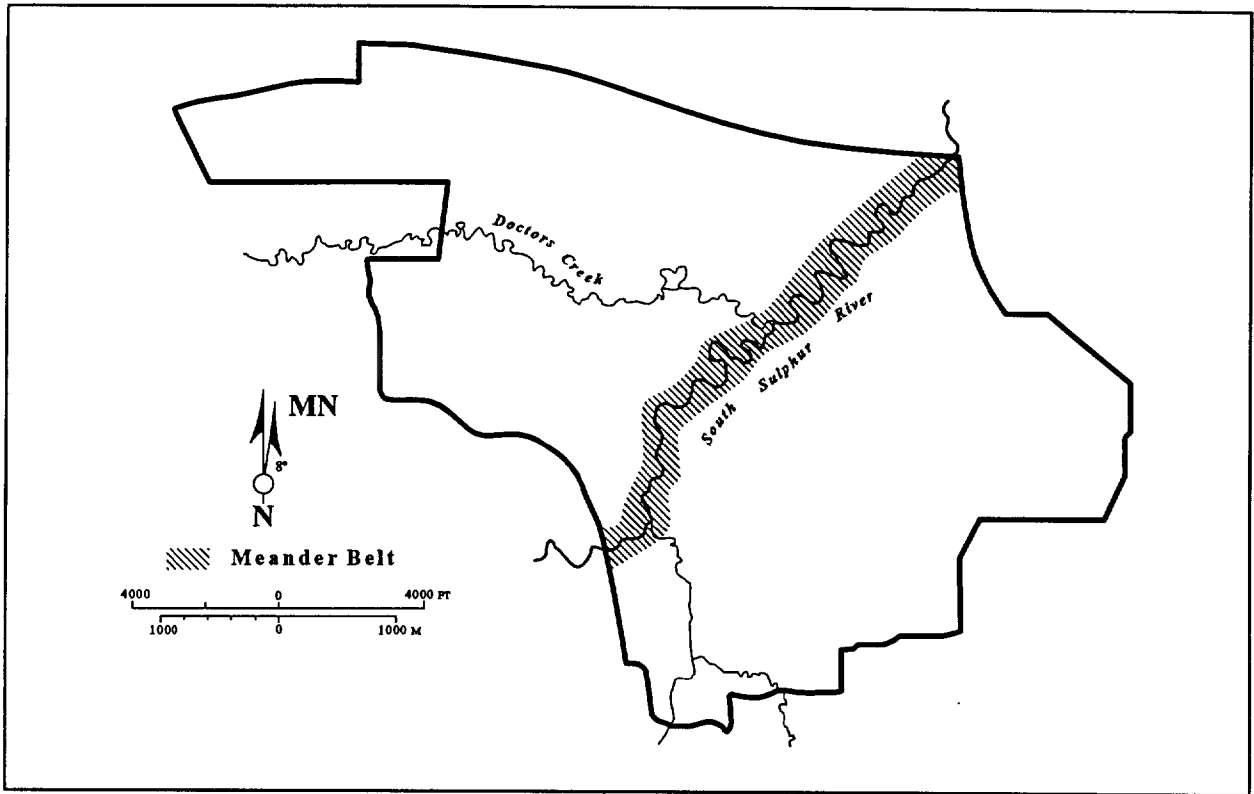 Doctors Creek
South Sulphur River
MN
8°
N
Meander Belt
4000 0 4000 FT
1000 0 1000 M